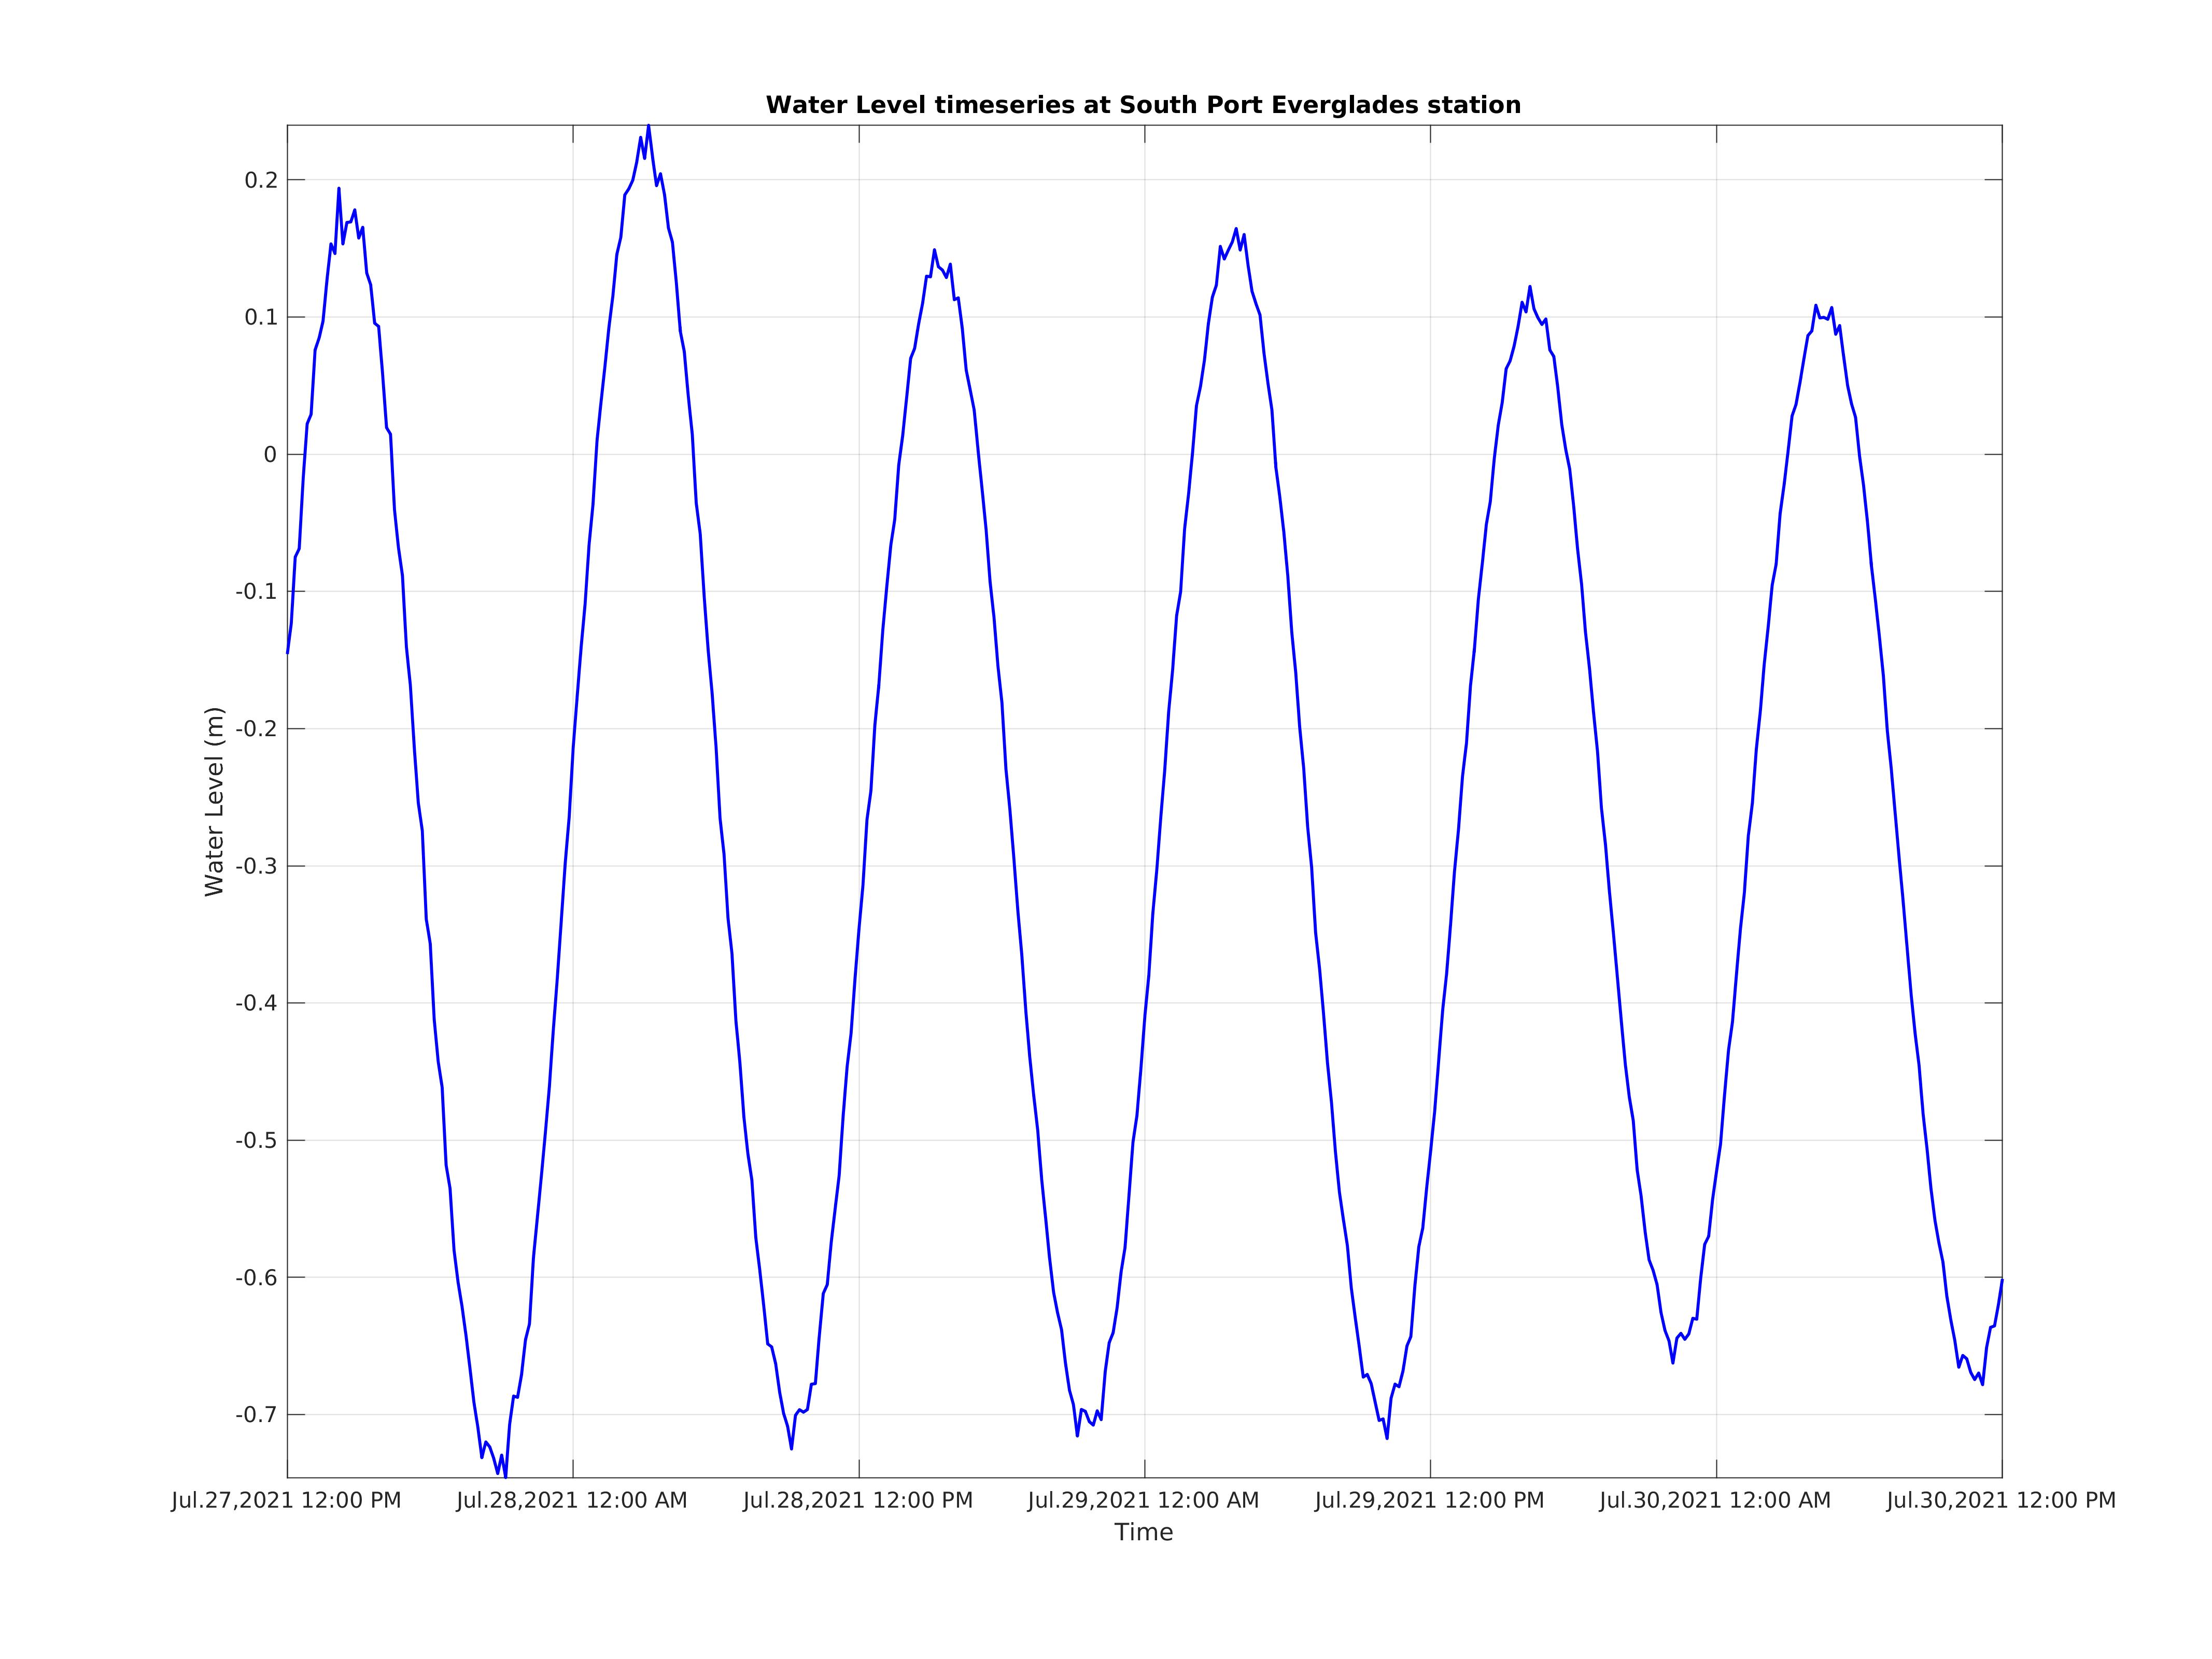 Water Level timeseries at South Port Everglades station
0.2
0.1
0
-0.1
-0.2
-0.3
-0.4
-0.5
-0.6
-0.7
Water Level (m)
Jul.27,2021 12:00 PM
Jul.28,2021 12:00 AM
Jul.28,2021 12:00 PM
Jul.29,2021 12:00 AM
Jul.29,2021 12:00 PM
Jul.30,2021 12:00 AM
Jul.30,2021 12:00 PM
Time